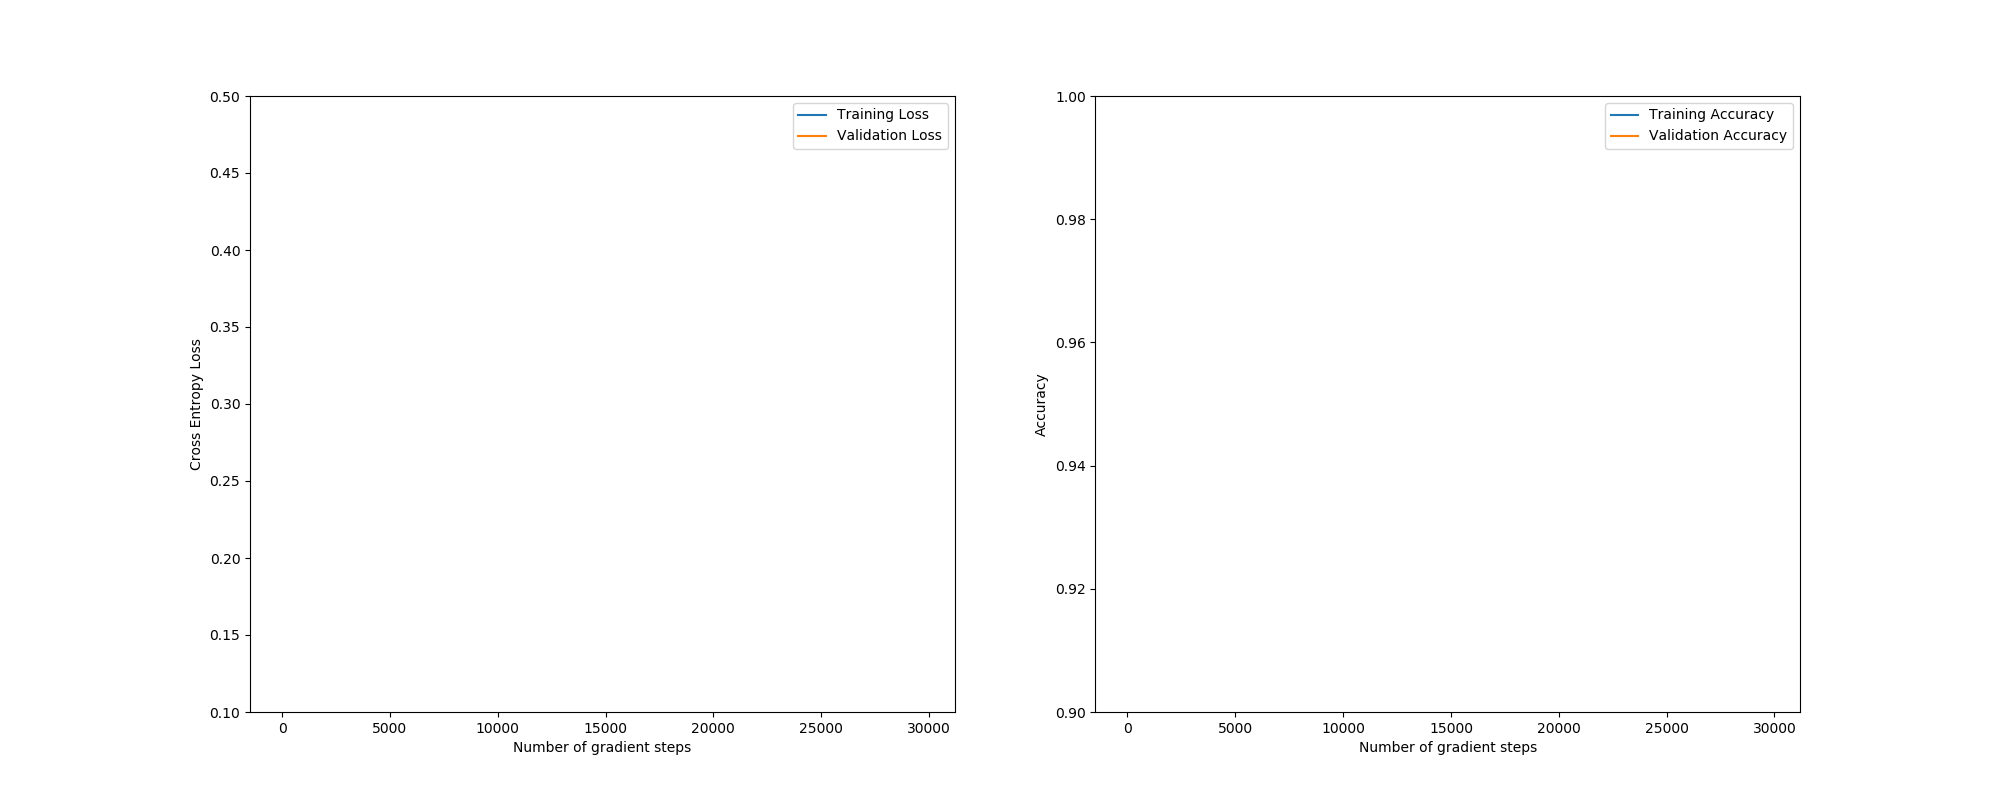 0.50
0.45
0.40
0.35
0.30
0.25
0.20
0.15
0.10
Cross Entropy Loss
Training Loss
Validation Loss
0 5000 10000 15000 20000 25000 30000
Number of gradient steps
1.00
0.98
0.96
0.94
0.92
0.90
Accuracy
Training Accuracy
Validation Accuracy
0 5000 10000 15000 20000 25000 30000
Number of gradient steps